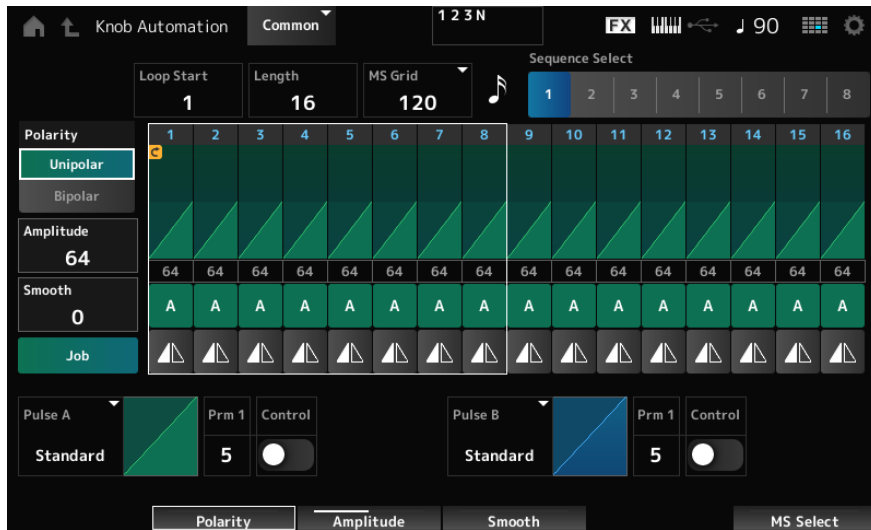 Knob Automation
Common
1 2 3 N
FX
90
Loop Start
1
Length
16
MS Grid
120
Sequence Select
1 2 3 4 5 6 7 8
Polarity
Unipolar
Bipolar
Amplitude
64
Smooth
0
Job
1 2 3 4 5 6 7 8 9 10 11 12 13 14 15 16
64 64 64 64 64 64 64 64 64 64 64 64 64 64 64 64
A A A A A A A A A A A A A A A A
Pulse A
Standard
Prm 1
5
Control
Pulse B
Standard
Prm 1
5
Control
Polarity
Amplitude
Smooth
MS Select